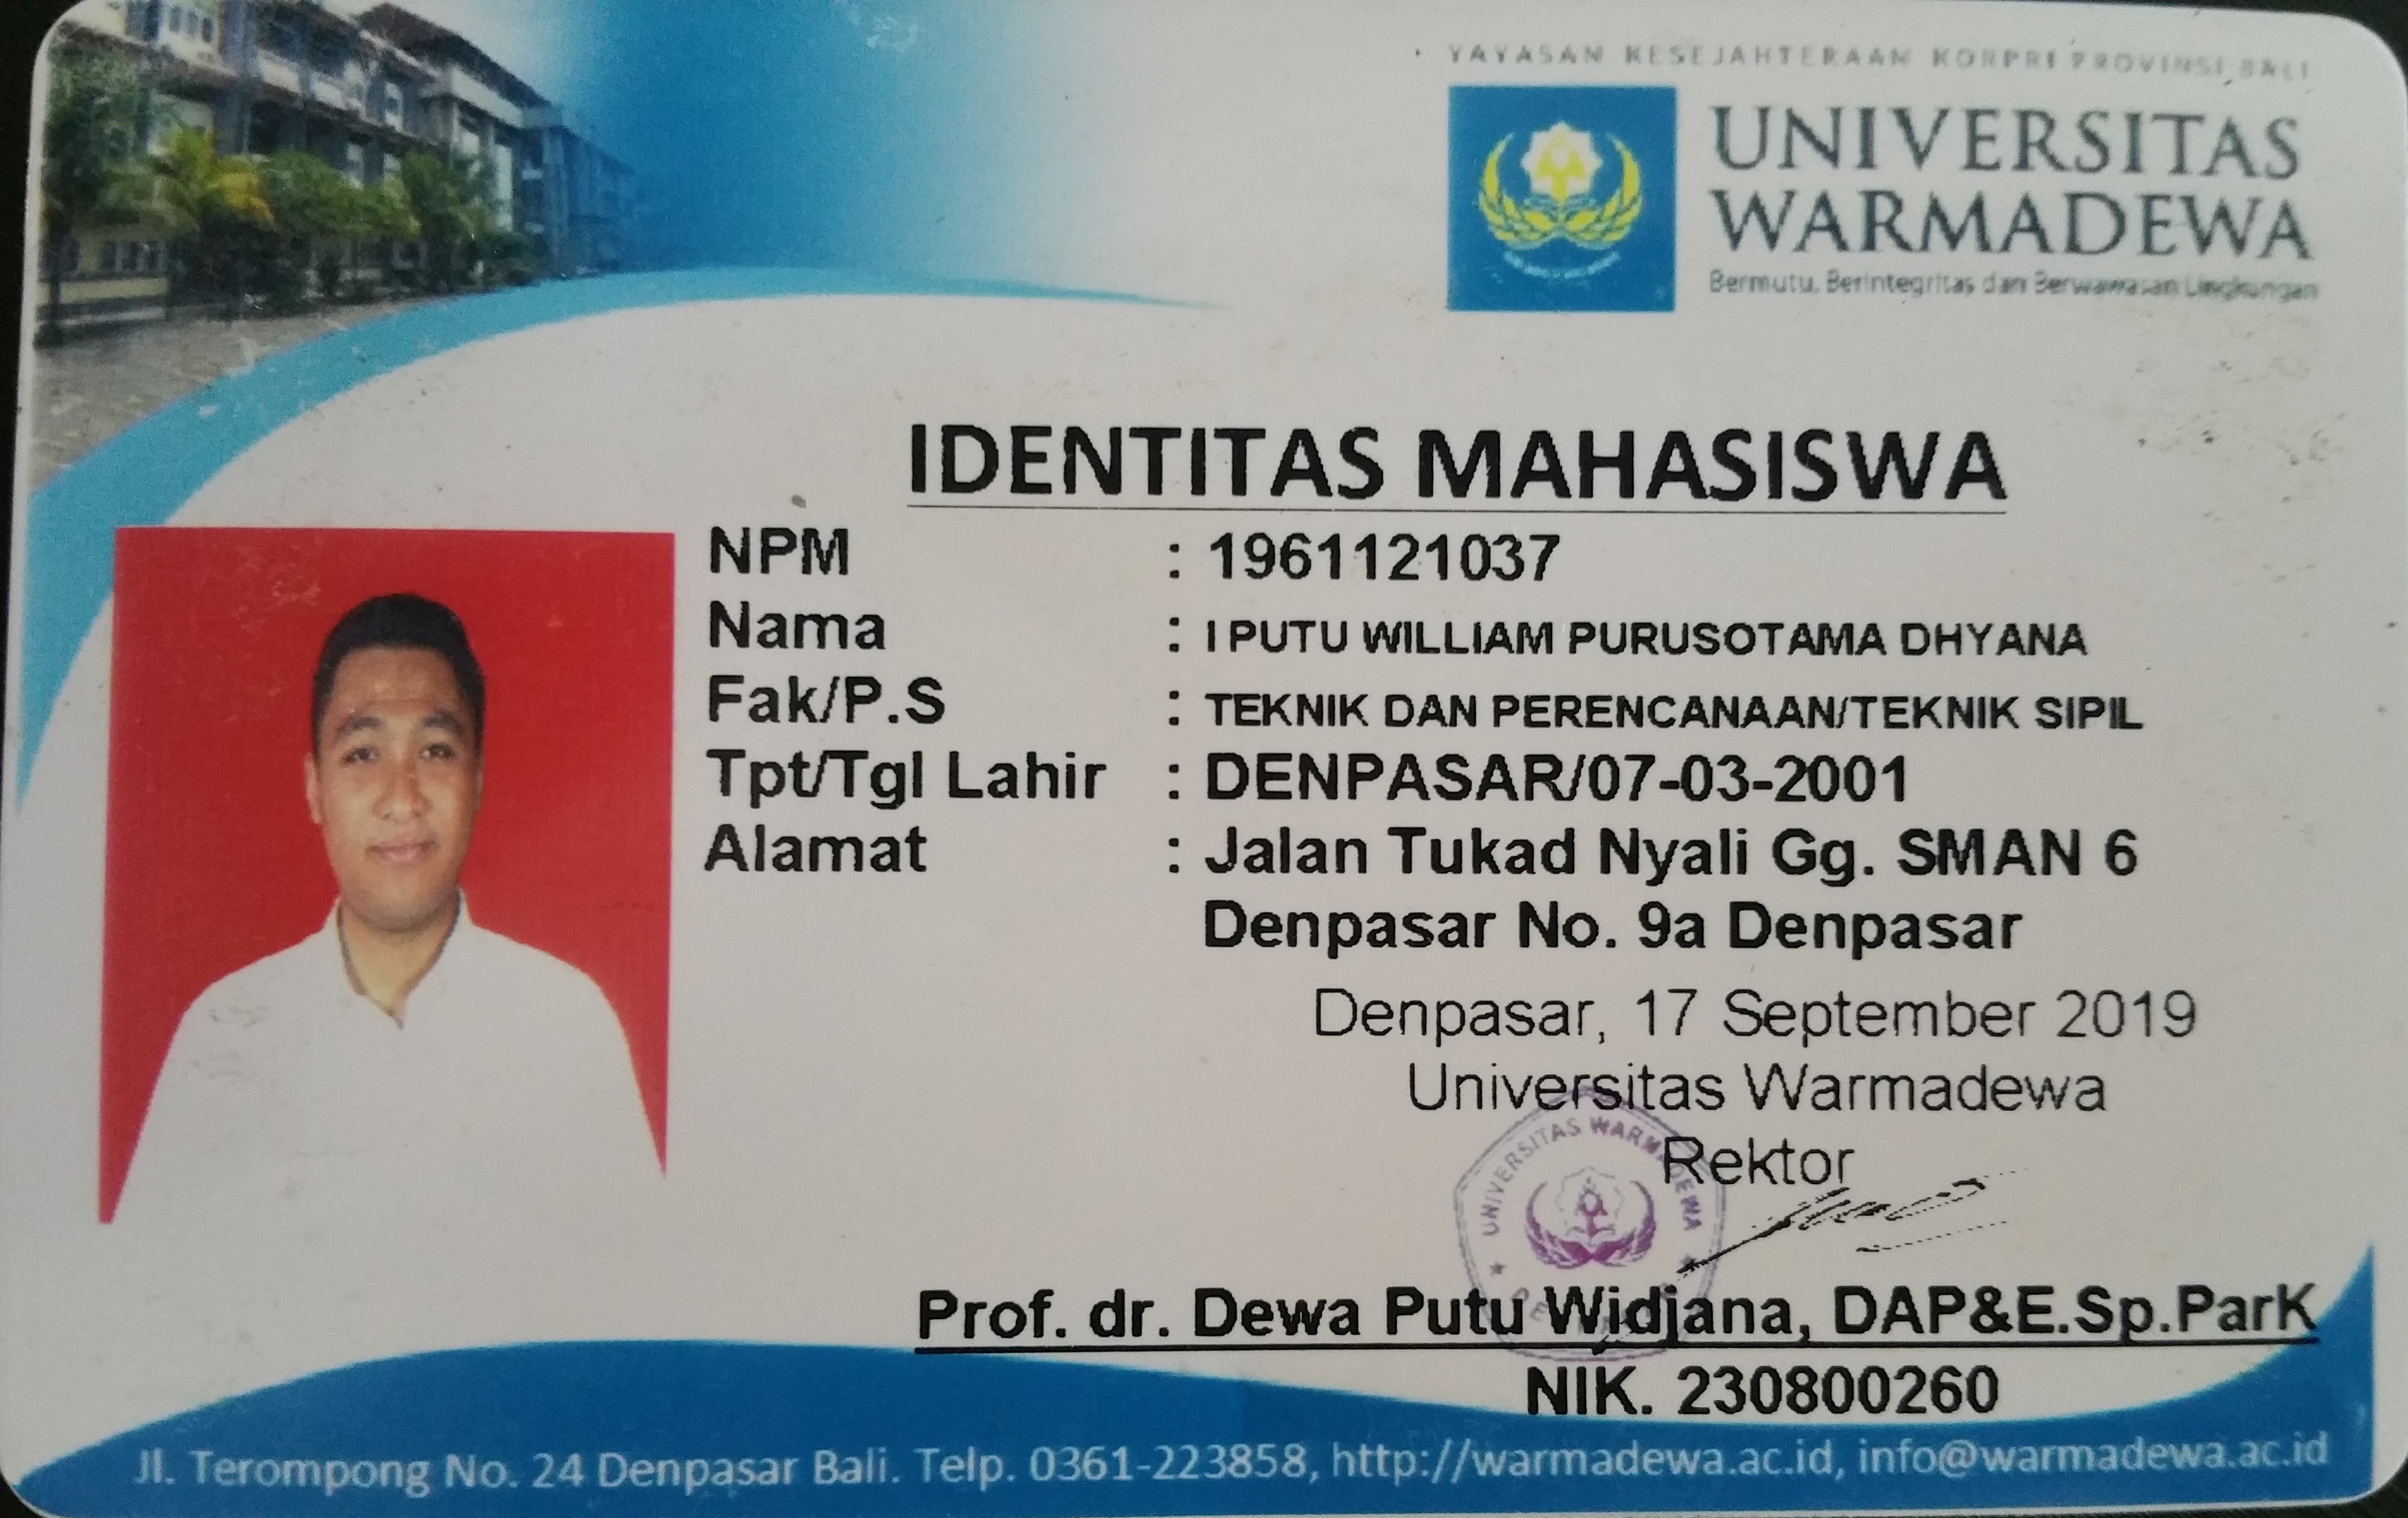 YAYASAN KESEJAHTERAAN KORPRI PROVINSI BALI
UNIVERSITAS
WARMADEWA
Bermutu, Berintegritas dan Berwawasan Lingkungan
IDENTITAS MAHASISWA
NPM : 1961121037
Nama : I PUTU WILLIAM PURUSOTAMA DHYANA
Fak/P.S : TEKNIK DAN PERENCANAAN/TEKNIK SIPIL
Tpt/Tgl Lahir : DENPASAR/07-03-2001
Alamat : Jalan Tukad Nyali Gg. SMAN 6
Denpasar No. 9a Denpasar
Denpasar, 17 September 2019
Universitas Warmadewa
Rektor
UNIVERSITAS WARMADEWA
Prof. dr. Dewa Putu Widjana, DAP&E.Sp.ParK
NIK. 230800260
Jl. Terompong No. 24 Denpasar Bali. Telp. 0361-223858, http://warmadewa.ac.id, info@warmadewa.ac.id